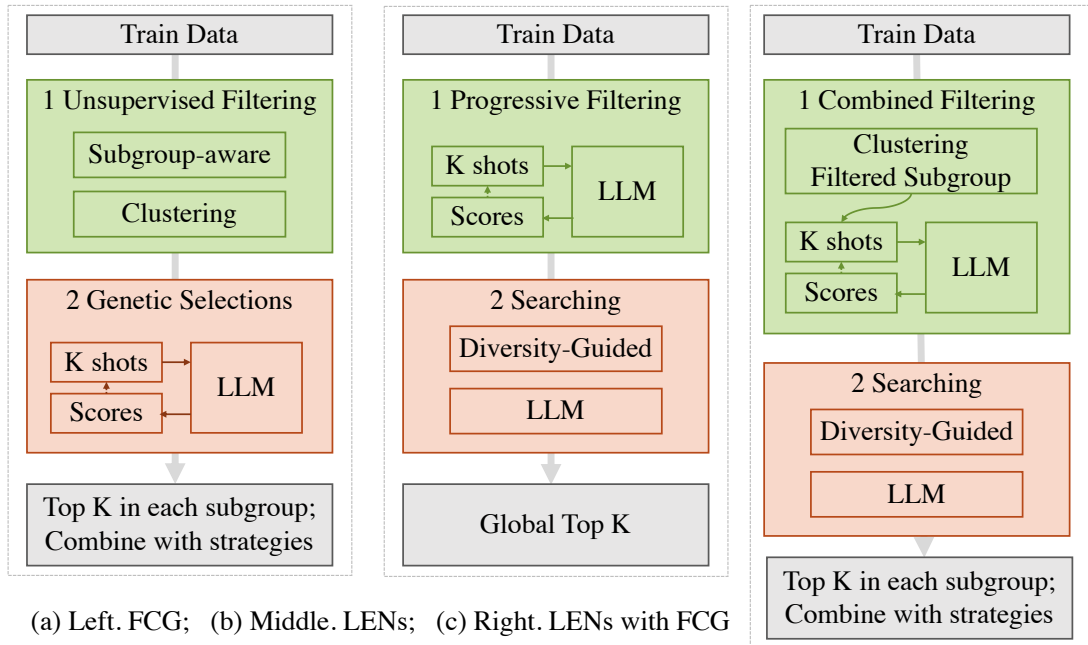 Train Data
1 Unsupervised Filtering
Subgroup-aware
Clustering
2 Genetic Selections
K shots
Scores
LLM
Top K in each subgroup;
Combine with strategies
Train Data
1 Progressive Filtering
K shots
Scores
LLM
2 Searching
Diversity-Guided
LLM
Global Top K
Train Data
1 Combined Filtering
Clustering
Filtered Subgroup
K shots
Scores
LLM
2 Searching
Diversity-Guided
LLM
Top K in each subgroup;
Combine with strategies
(a) Left. FCG; (b) Middle. LENs; (c) Right. LENs with FCG